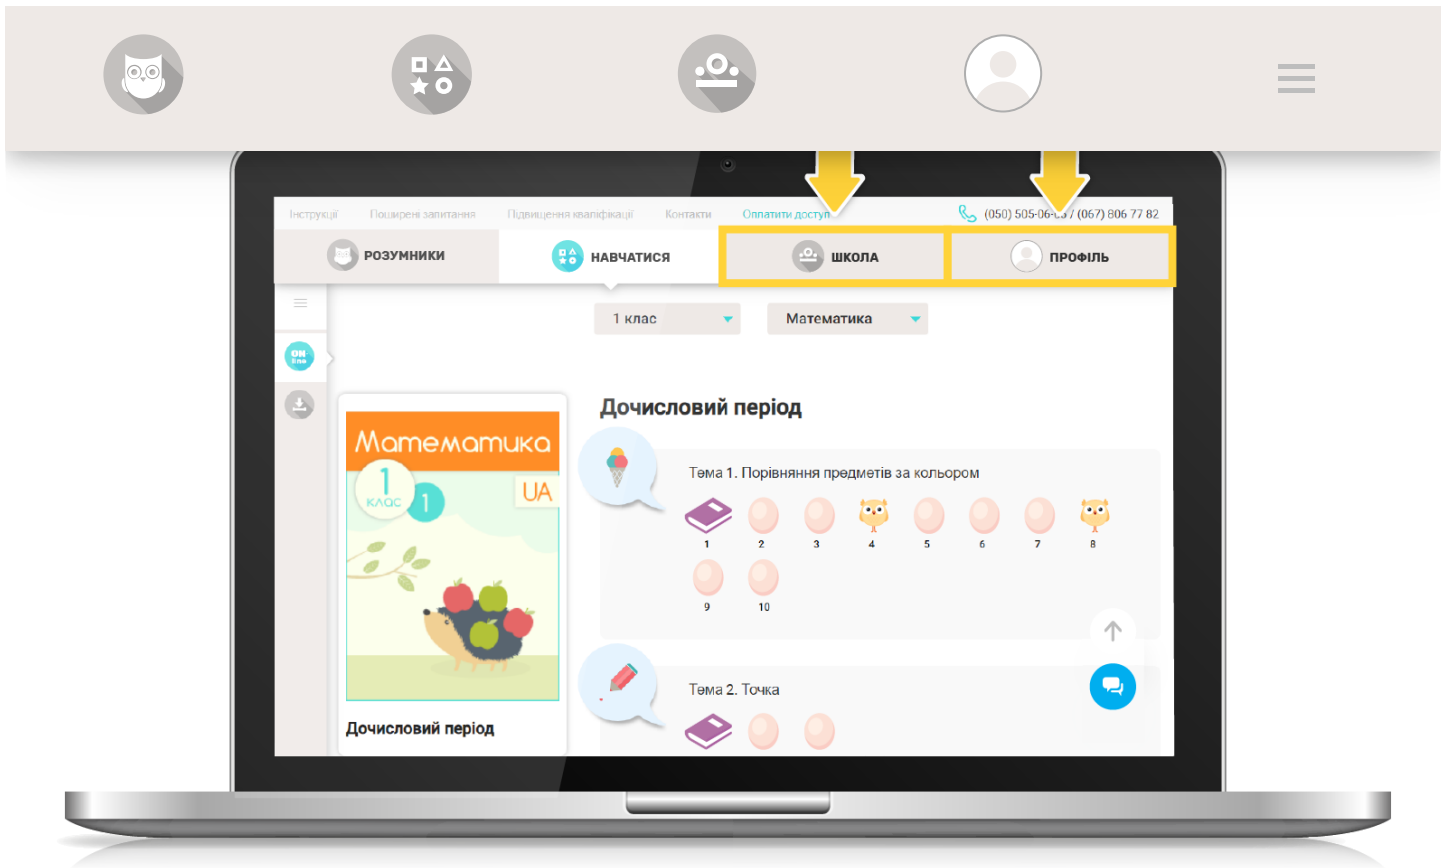 Інструкції Поширені запитання Підвищення кваліфікації Контакти Оплатити доступ (050) 505-06- / (067) 806 77 82
РОЗУМНИКИ НАВЧАТИСЯ ШКОЛА ПРОФІЛЬ
1 клас Математика
ON-
line
Дочисловий період
Математика
1
клас
1
UA
Дочисловий період
Тема 1. Порівняння предметів за кольором
1 2 3 4 5 6 7 8
9 10
Тема 2. Точка